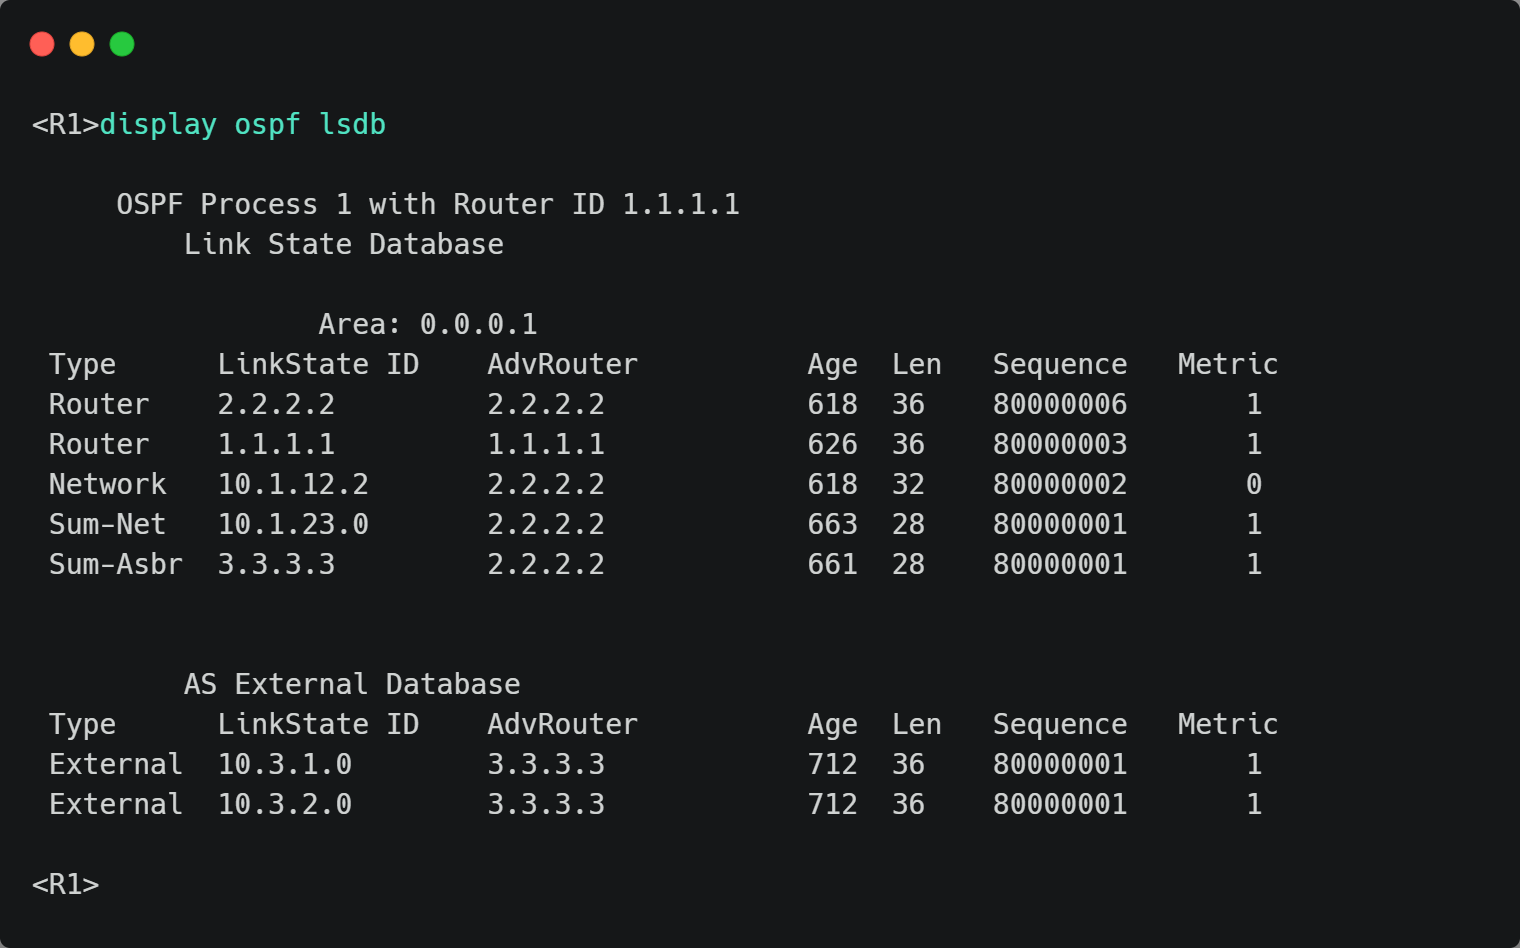 <R1>display ospf lsdb
OSPF Process 1 with Router ID 1.1.1.1
Link State Database
Area: 0.0.0.1
Type LinkState ID AdvRouter Age Len Sequence Metric
Router 2.2.2.2 2.2.2.2 618 36 80000006 1
Router 1.1.1.1 1.1.1.1 626 36 80000003 1
Network 10.1.12.2 2.2.2.2 618 32 80000002 0
Sum-Net 10.1.23.0 2.2.2.2 663 28 80000001 1
Sum-Asbr 3.3.3.3 2.2.2.2 661 28 80000001 1
AS External Database
Type LinkState ID AdvRouter Age Len Sequence Metric
External 10.3.1.0 3.3.3.3 712 36 80000001 1
External 10.3.2.0 3.3.3.3 712 36 80000001 1
<R1>